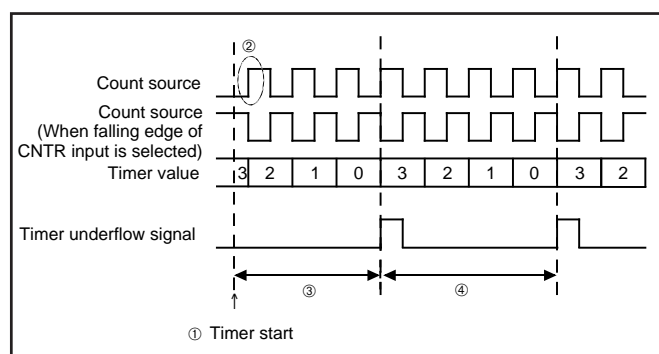 ②
Count source
Count source
(When falling edge of
CNTR input is selected)
Timer value 3 2 1 0 3 2 1 0 3 2
Timer underflow signal
③ ④
① Timer start